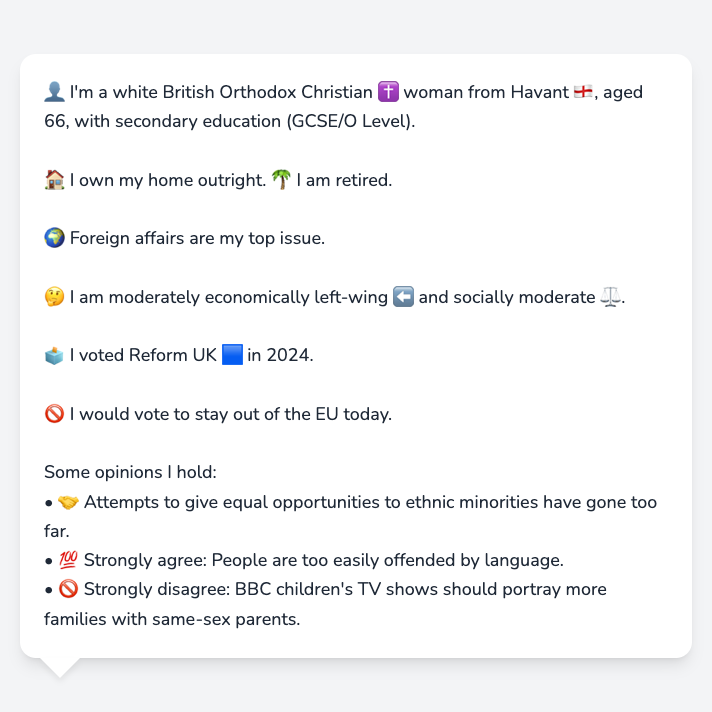 👤 I'm a white British Orthodox Christian ✝️ woman from Havant 🏴󠁧󠁢󠁥󠁮󠁧󠁿, aged
66, with secondary education (GCSE/O Level).
🏠 I own my home outright. 🌴 I am retired.
🌍 Foreign affairs are my top issue.
🤔 I am moderately economically left-wing ⬅️ and socially moderate ⚖️.
🗳️ I voted Reform UK 🟦 in 2024.
🚫 I would vote to stay out of the EU today.
Some opinions I hold:
• 🤝 Attempts to give equal opportunities to ethnic minorities have gone too
far.
• 💯 Strongly agree: People are too easily offended by language.
• 🚫 Strongly disagree: BBC children's TV shows should portray more
families with same-sex parents.